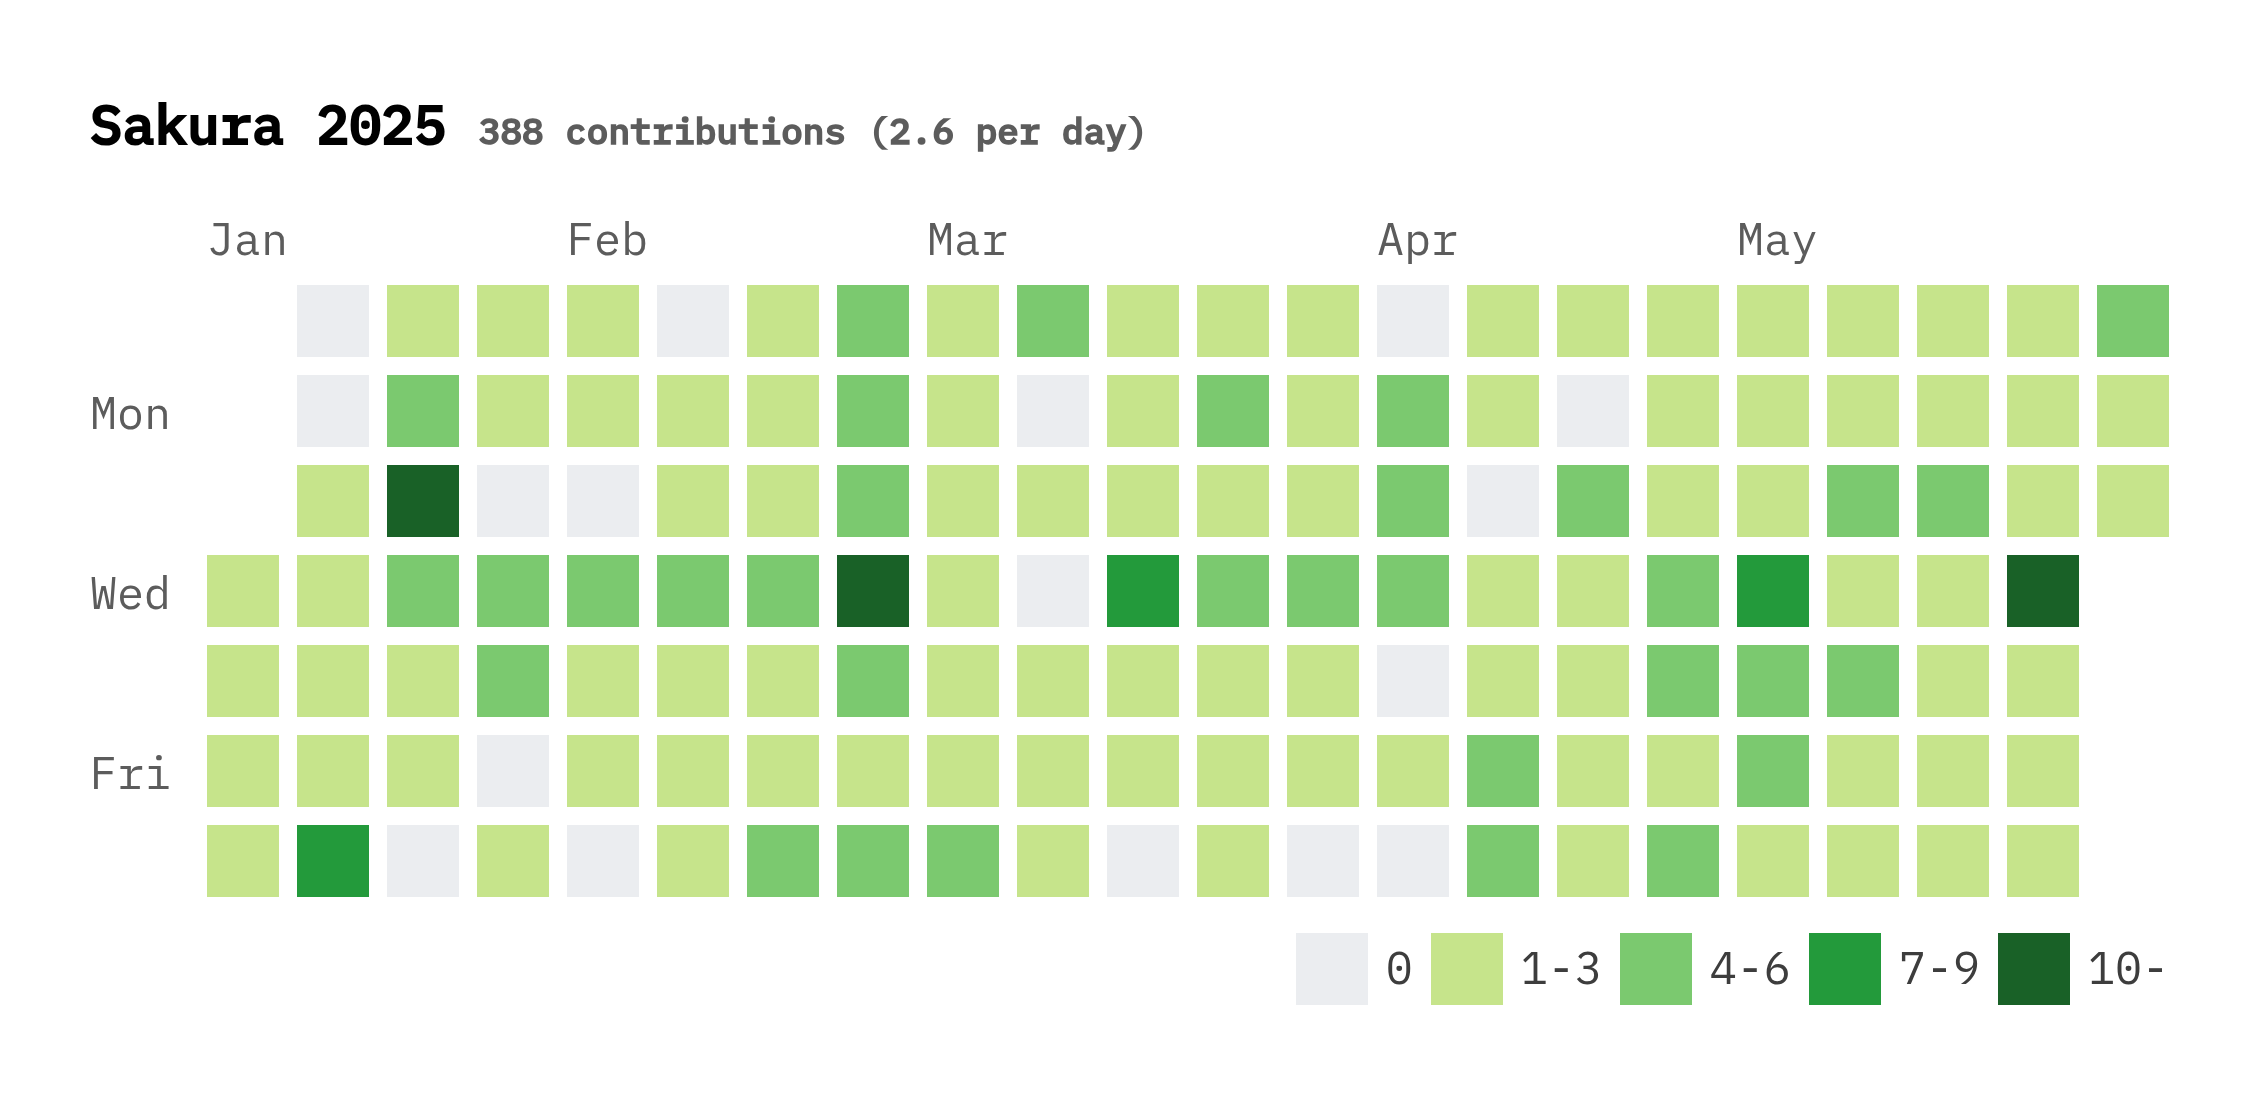 Sakura 2025 388 contributions (2.6 per day)
Jan Feb Mar Apr May
Mon
Wed
Fri
0 1-3 4-6 7-9 10-